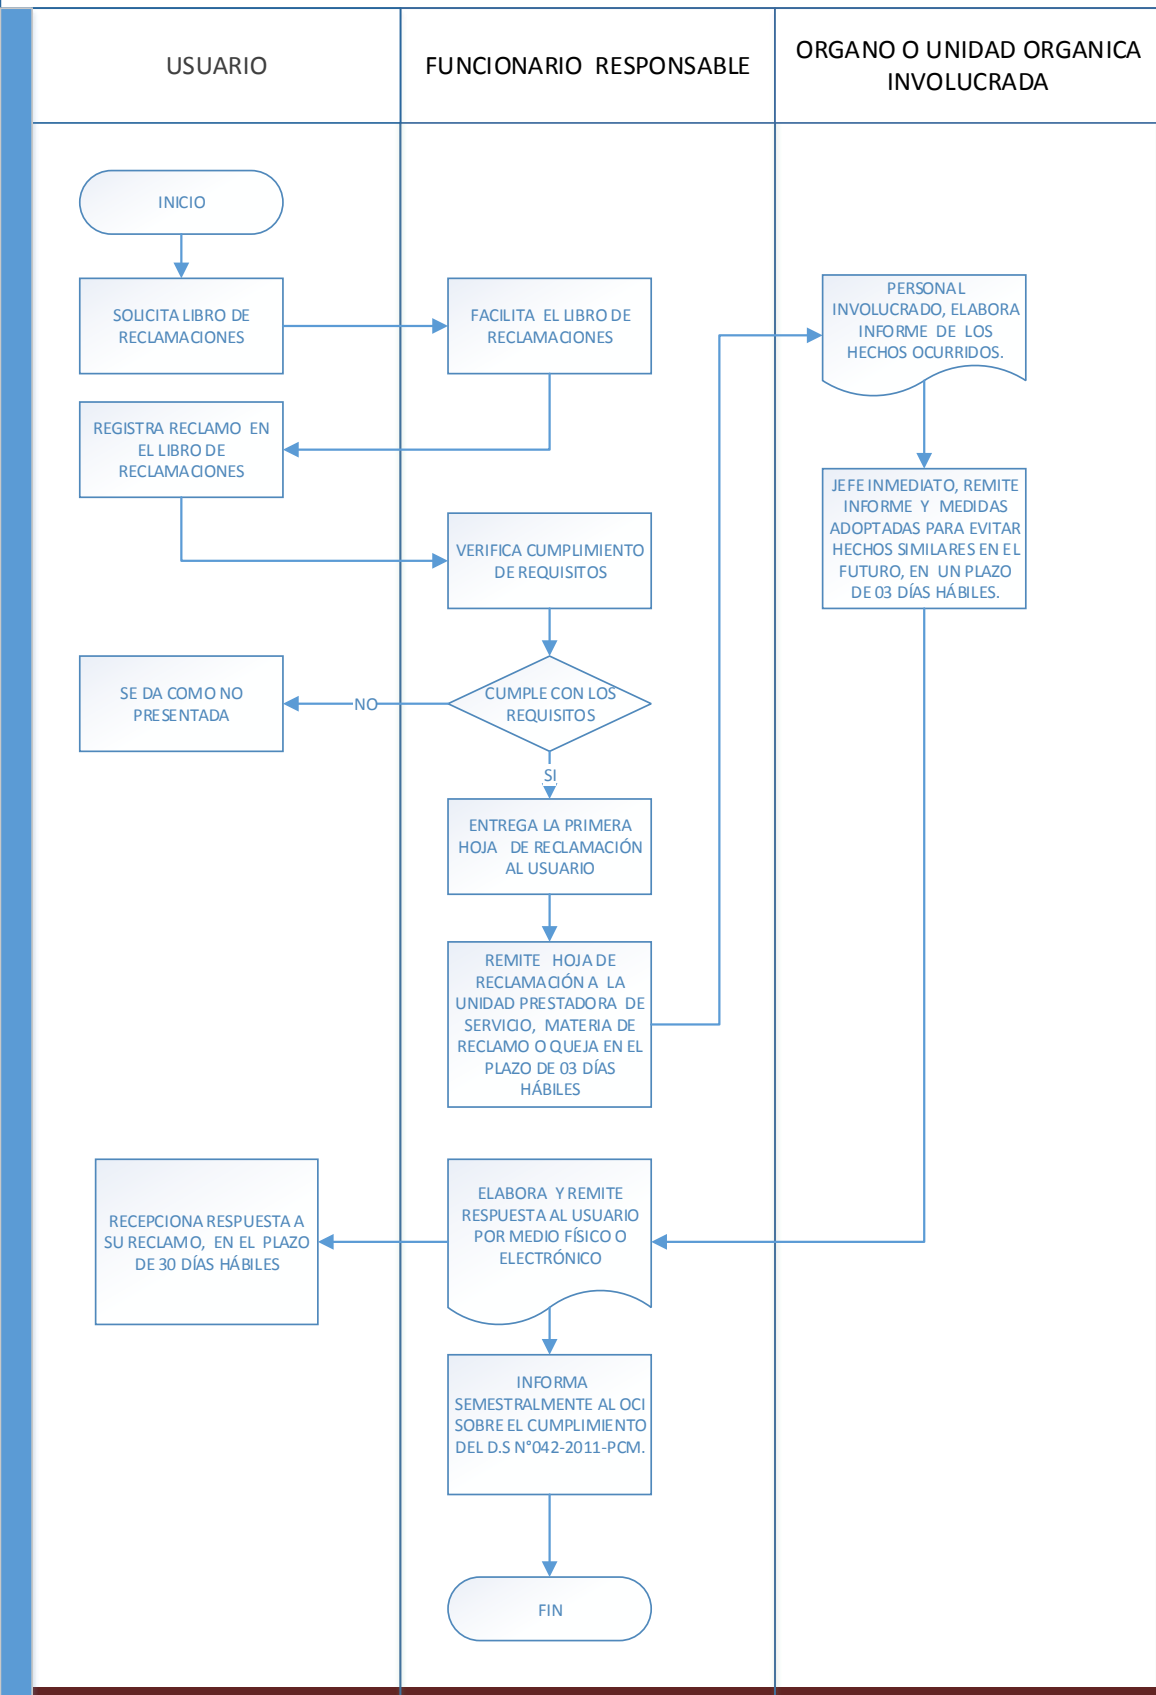 USUARIO
FUNCIONARIO RESPONSABLE
ORGANO O UNIDAD ORGANICA
INVOLUCRADA
INICIO
SOLICITA LIBRO DE
RECLAMACIONES
FACILITA EL LIBRO DE
RECLAMACIONES
PERSONAL
INVOLUCRADO, ELABORA
INFORME DE LOS
HECHOS OCURRIDOS.
REGISTRA RECLAMO EN
EL LIBRO DE
RECLAMACIONES
JEFE INMEDIATO, REMITE
INFORME Y MEDIDAS
ADOPTADAS PARA EVITAR
HECHOS SIMILARES EN EL
FUTURO, EN UN PLAZO
DE 03 DÍAS HÁBILES.
VERIFICA CUMPLIMIENTO
DE REQUISITOS
SE DA COMO NO
PRESENTADA
NO
CUMPLE CON LOS
REQUISITOS
SI
ENTREGA LA PRIMERA
HOJA DE RECLAMACIÓN
AL USUARIO
REMITE HOJA DE
RECLAMACIÓN A LA
UNIDAD PRESTADORA DE
SERVICIO, MATERIA DE
RECLAMO O QUEJA EN EL
PLAZO DE 03 DÍAS
HÁBILES
RECEPCIONA RESPUESTA A
SU RECLAMO, EN EL PLAZO
DE 30 DÍAS HÁBILES
ELABORA Y REMITE
RESPUESTA AL USUARIO
POR MEDIO FÍSICO O
ELECTRÓNICO
INFORMA
SEMESTRALMENTE AL OCI
SOBRE EL CUMPLIMIENTO
DEL D.S N°042-2011-PCM.
FIN